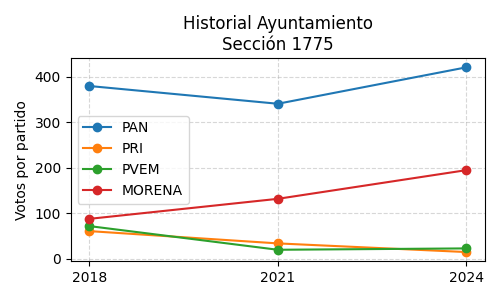 Historial Ayuntamiento
Sección 1775
Votos por partido
400
300
200
100
0
PAN
PRI
PVEM
MORENA
2018
2021
2024